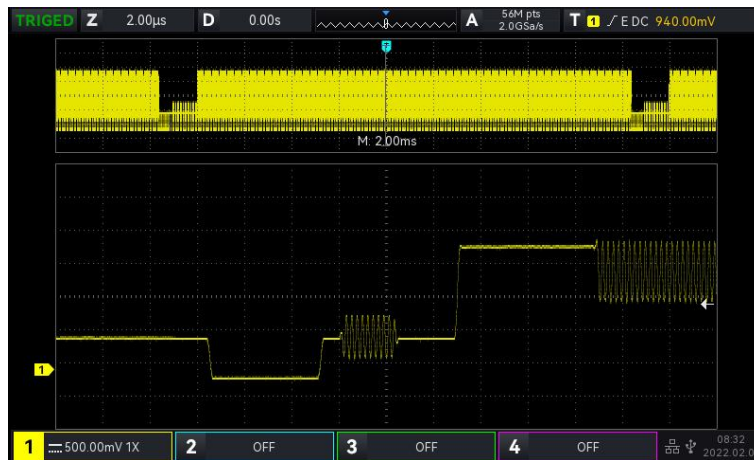 TRIGED Z 2.00μs D 0.00s A 56M pts 2.0GSa/s T 1 E DC 940.00mV
M: 2.00ms
1
1 500.00mV 1X 2 OFF 3 OFF 4 OFF 08:32